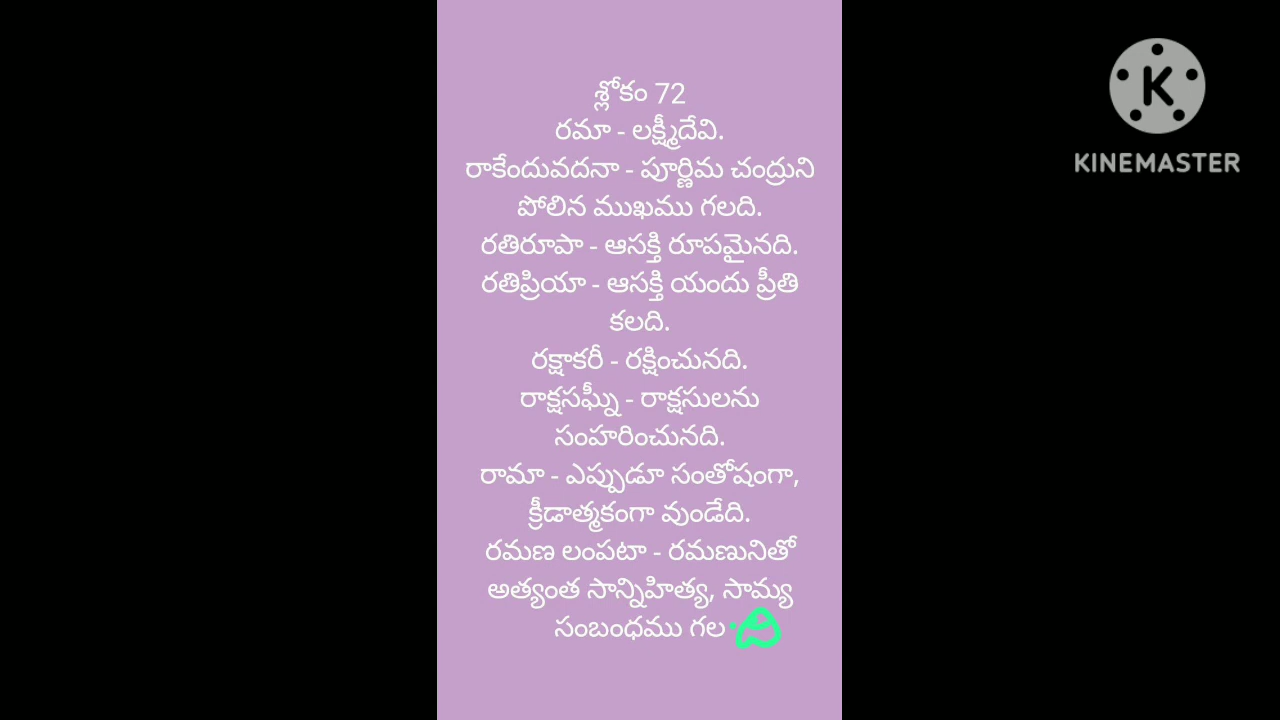 శ్లోకం 72
రమా - లక్ష్మీదేవి.
రాకేందువదనా - పూర్ణిమ చంద్రుని
పోలిన ముఖము గలది.
రతిరూపా - ఆసక్తి రూపమైనది.
రతిప్రియా - ఆసక్తి యందు ప్రీతి
కలది.
రక్షాకరీ - రక్షించునది.
రాక్షసఘ్నీ - రాక్షసులను
సంహరించునది.
రామా - ఎప్పుడూ సంతోషంగా,
క్రీడాత్మకంగా వుండేది.
రమణ లంపటా - రమణునితో
అత్యంత సాన్నిహిత్య, సామ్య
సంబంధము గలది
KINEMASTER